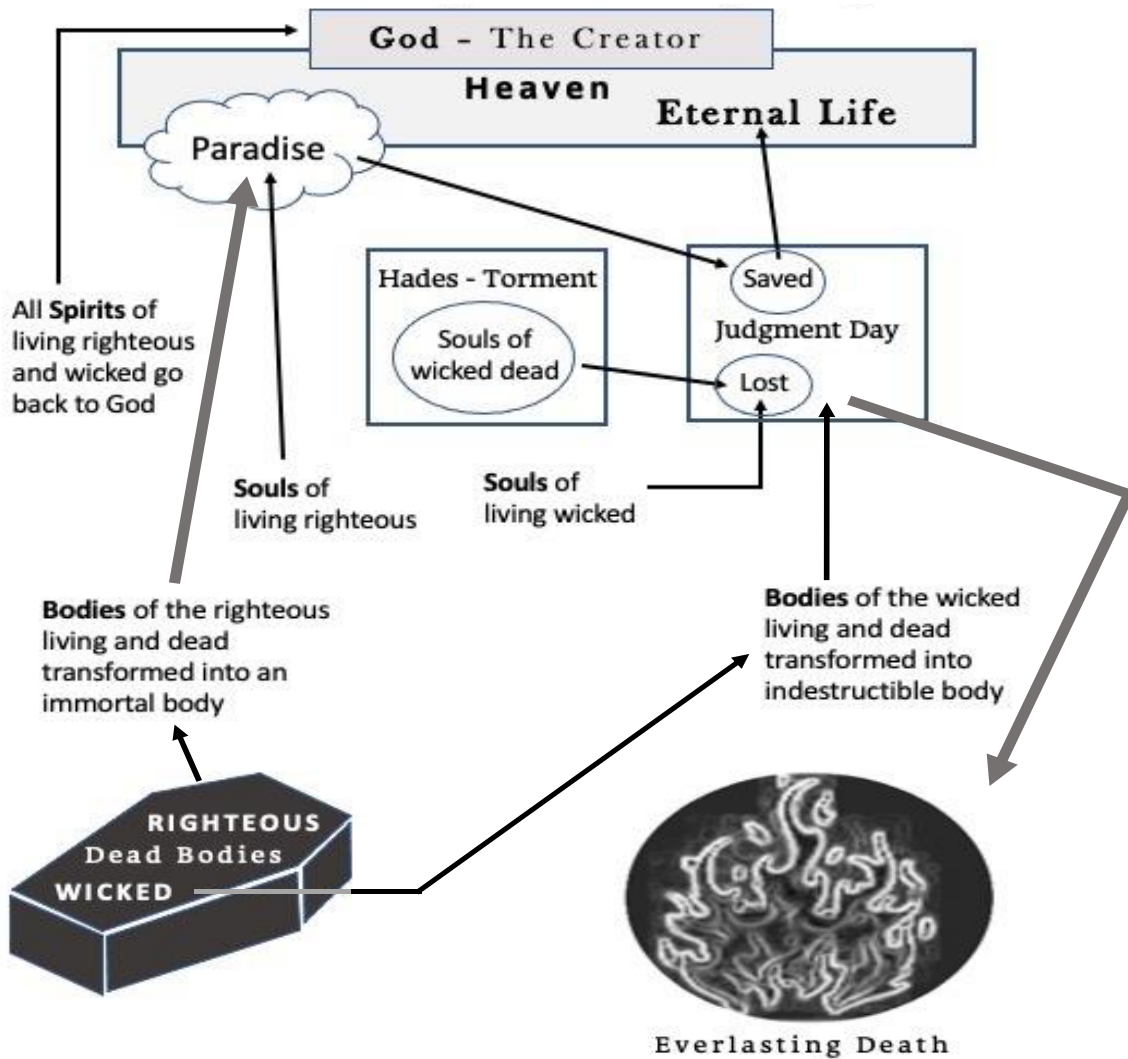 God – The Creator
Heaven
Eternal Life
Paradise
Hades - Torment
Souls of
wicked dead
Saved
Judgment Day
Lost
All Spirits of
living righteous
and wicked go
back to God
Souls of
living righteous
Souls of
living wicked
Bodies of the righteous
living and dead
transformed into an
immortal body
Bodies of the wicked
living and dead
transformed into
indestructible body
RIGHTEOUS
Dead Bodies
WICKED
Everlasting Death